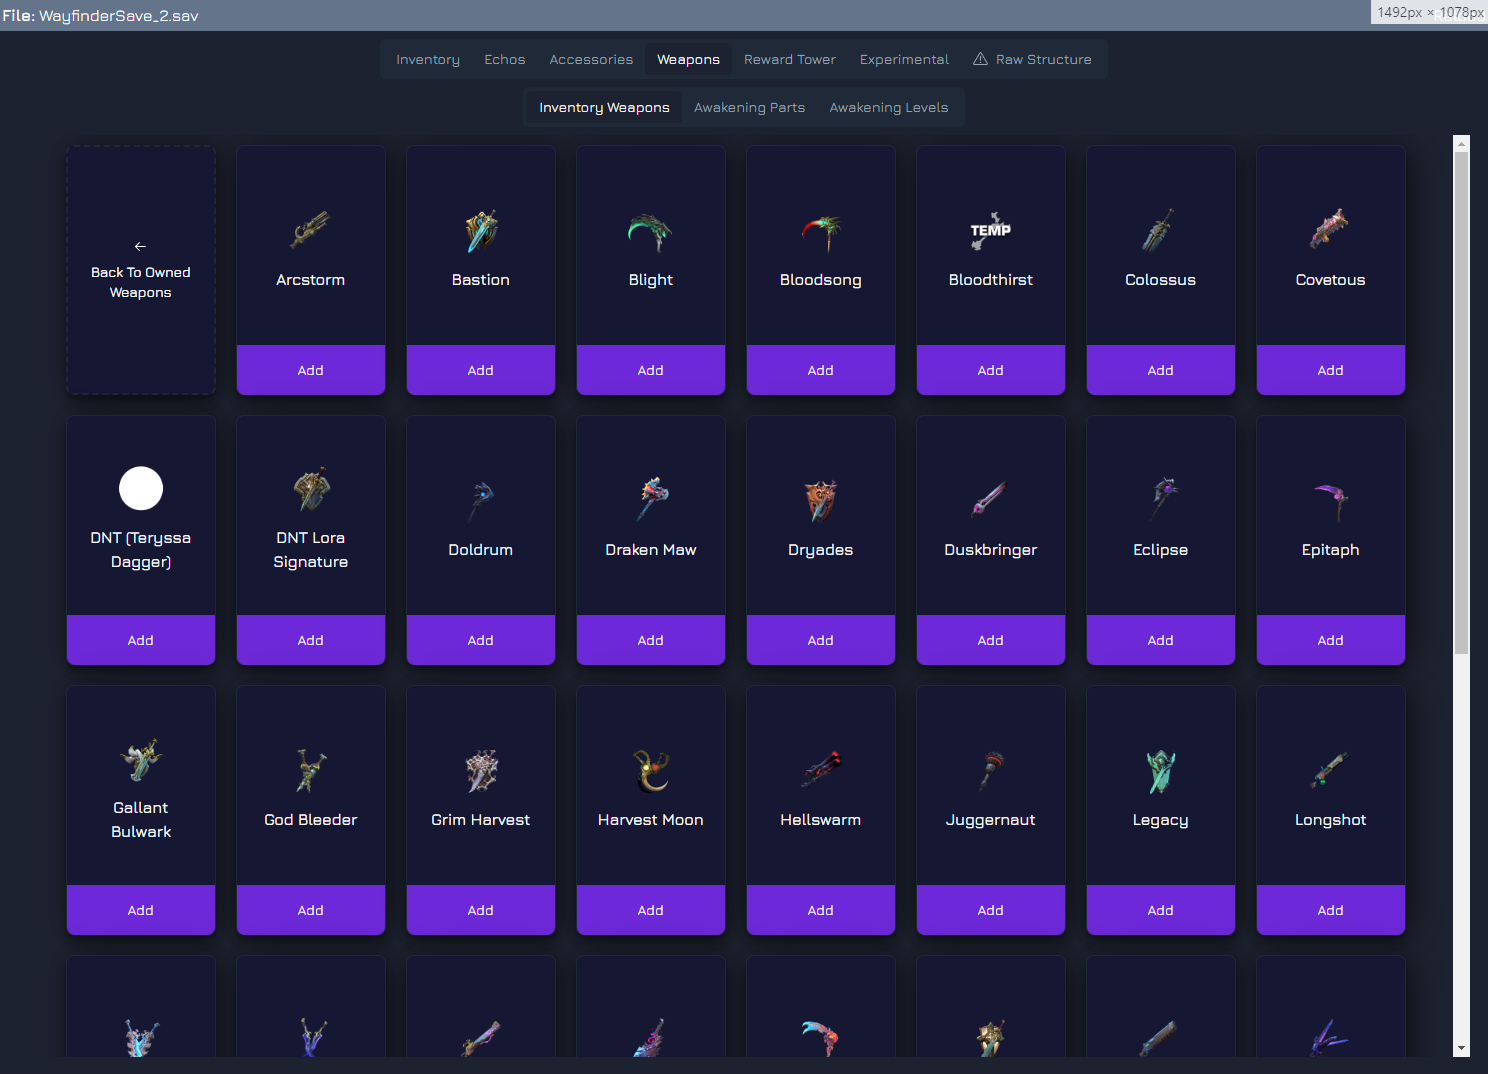 File: WayfinderSave_2.sav
1492px × 1078px
Inventory Echos Accessories Weapons Reward Tower Experimental Raw Structure
Inventory Weapons Awakening Parts Awakening Levels
Back To Owned
Weapons
Arcstorm
Add
Bastion
Add
Blight
Add
Bloodsong
Add
TEMP
Bloodthirst
Add
Colossus
Add
Covetous
Add
DNT (Teryssa
Dagger)
Add
DNT Lora
Signature
Add
Doldrum
Add
Draken Maw
Add
Dryades
Add
Duskbringer
Add
Eclipse
Add
Epitaph
Add
Gallant
Bulwark
Add
God Bleeder
Add
Grim Harvest
Add
Harvest Moon
Add
Hellswarm
Add
Juggernaut
Add
Legacy
Add
Longshot
Add